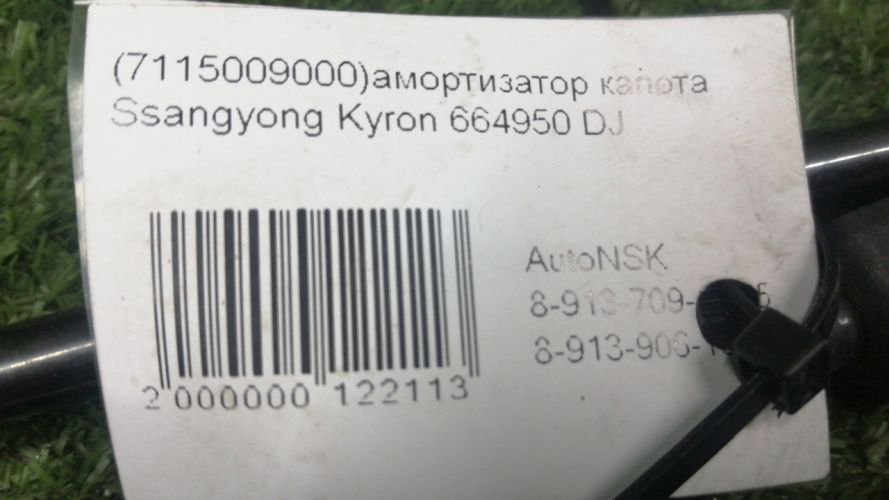 (7115009000)амортизатор капота
Ssangyong Kyron 664950 DJ
AutoNSK
2 000000 122113